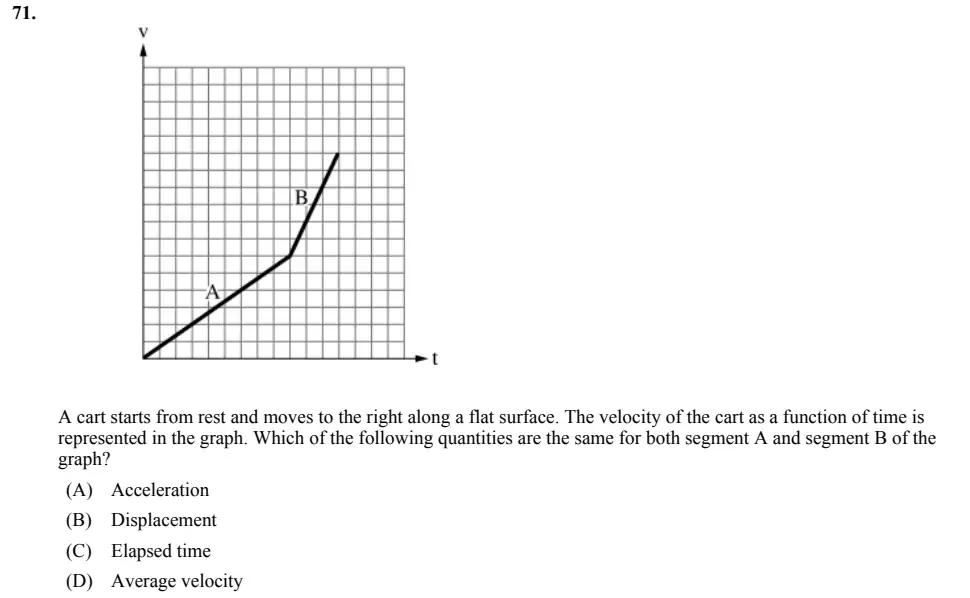 71.
v
B
A
t
A cart starts from rest and moves to the right along a flat surface. The velocity of the cart as a function of time is
represented in the graph. Which of the following quantities are the same for both segment A and segment B of the
graph?
(A) Acceleration
(B) Displacement
(C) Elapsed time
(D) Average velocity